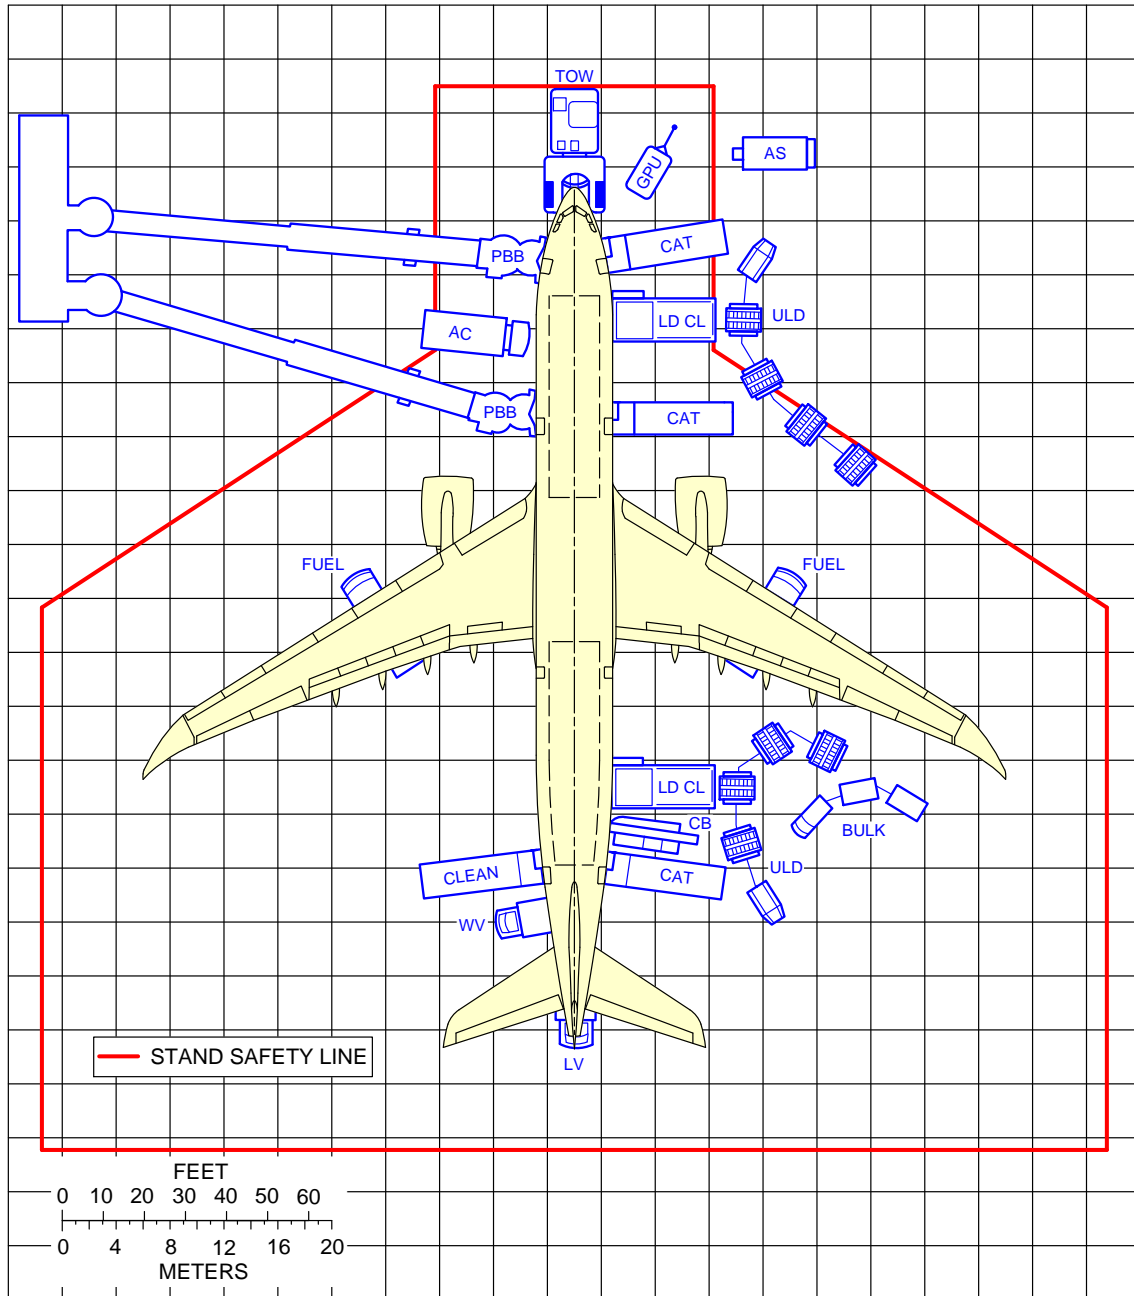 TOW
GPU
AS
PBB
CAT
AC
LD CL
ULD
PBB
CAT
FUEL
FUEL
LD CL
CB
BULK
CLEAN
CAT
ULD
WV
STAND SAFETY LINE
LV
FEET
0 10 20 30 40 50 60
0 4 8 12 16 20
METERS